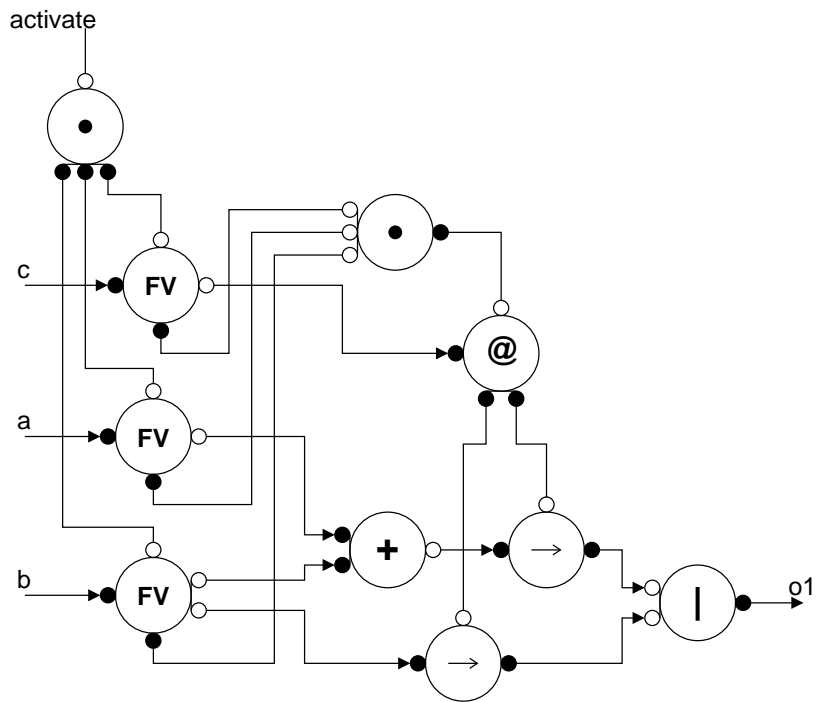 activate
c
FV
@
a
FV
+
→
b
FV
|
o1
→